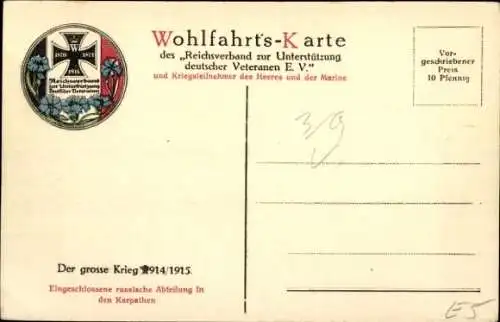 W
1870 1871
1914
Reichsverband
zur Unterstützung
Deutscher Veteranen
Wohlfahrts-Karte
des „Reichsverband zur Unterstützung
deutscher Veteranen E. V."
und Kriegsteilnehmer des Heeres und der Marine
Vor-
geschriebener
Preis
10 Pfennig
Der grosse Krieg 1914/1915.
Eingeschlossene russische Abteilung in
den Karpathen
E5